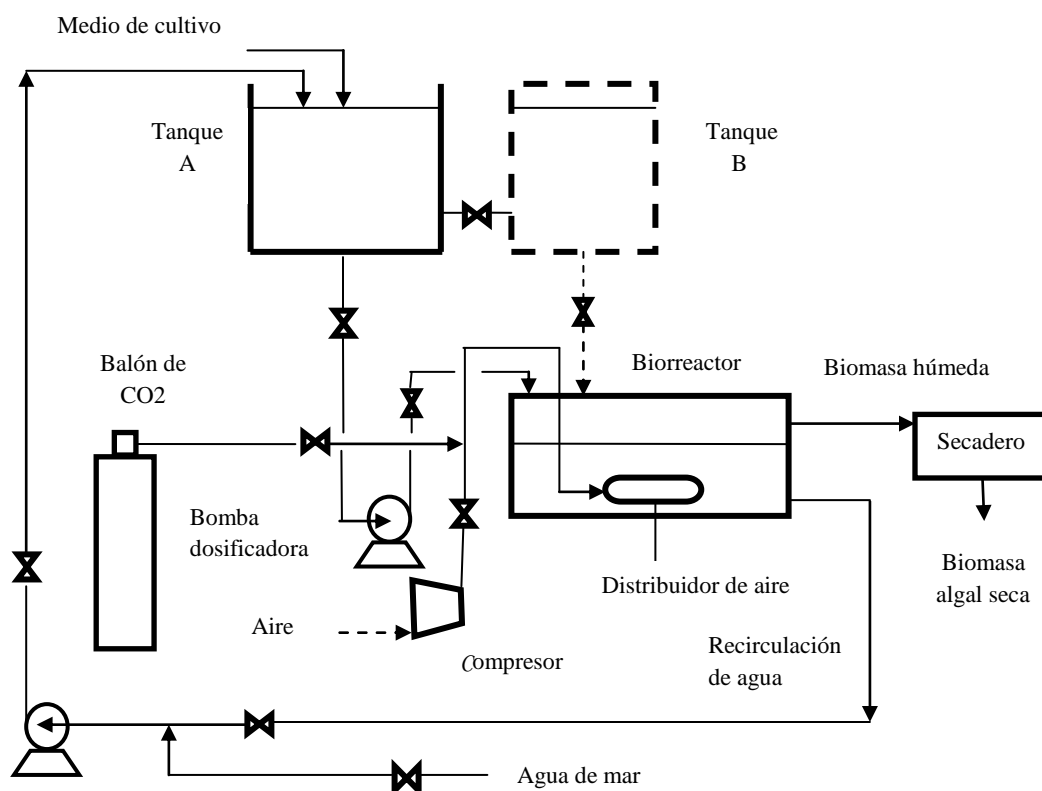 Medio de cultivo
Tanque
A
Tanque
B
Balón de
CO2
Biorreactor
Biomasa húmeda
Secadero
Bomba
dosificadora
Distribuidor de aire
Biomasa
algal seca
Aire
Compresor
Recirculación
de agua
Agua de mar